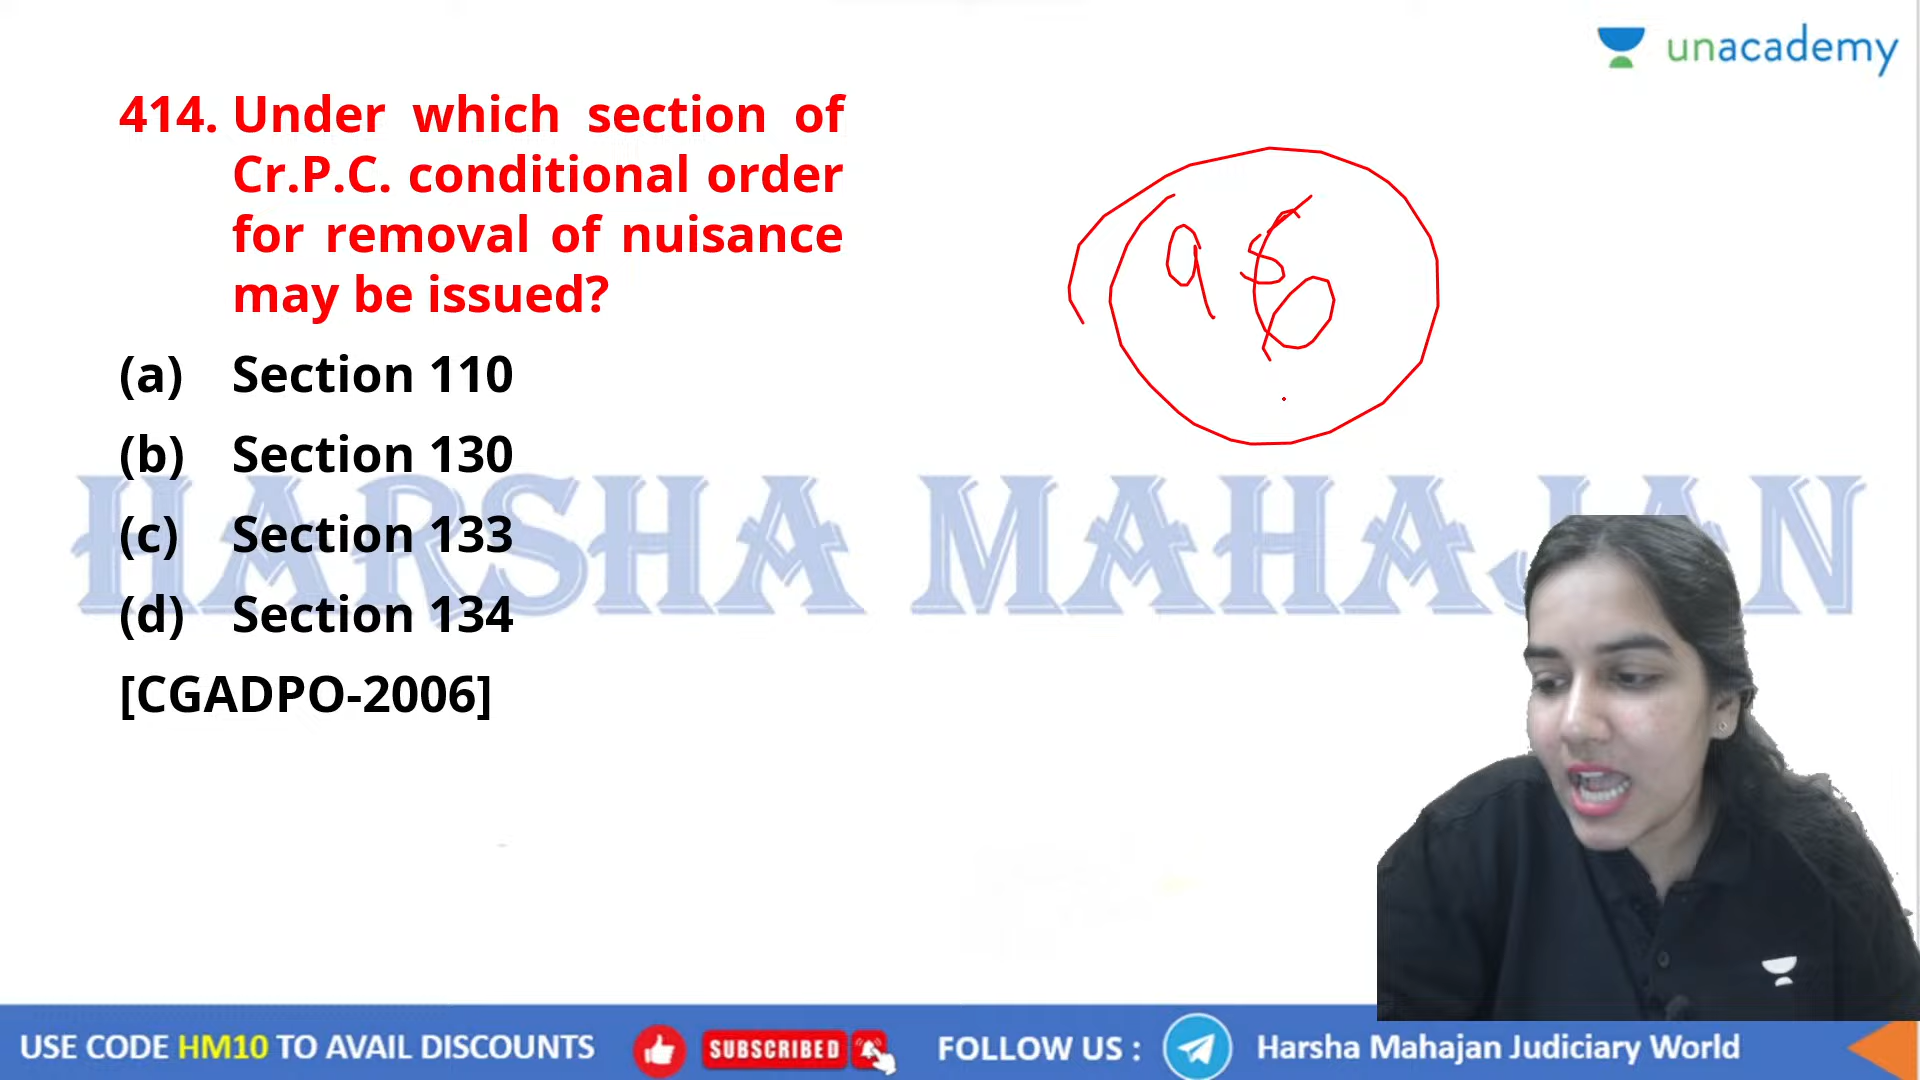 unacademy
414. Under which section of
Cr.P.C. conditional order
for removal of nuisance
may be issued?
(a) Section 110
(b) Section 130
(c) Section 133
(d) Section 134
[CGADPO-2006]
HARSHA MAHAJAN
USE CODE HM10 TO AVAIL DISCOUNTS
SUBSCRIBED
FOLLOW US :
Harsha Mahajan Judiciary World